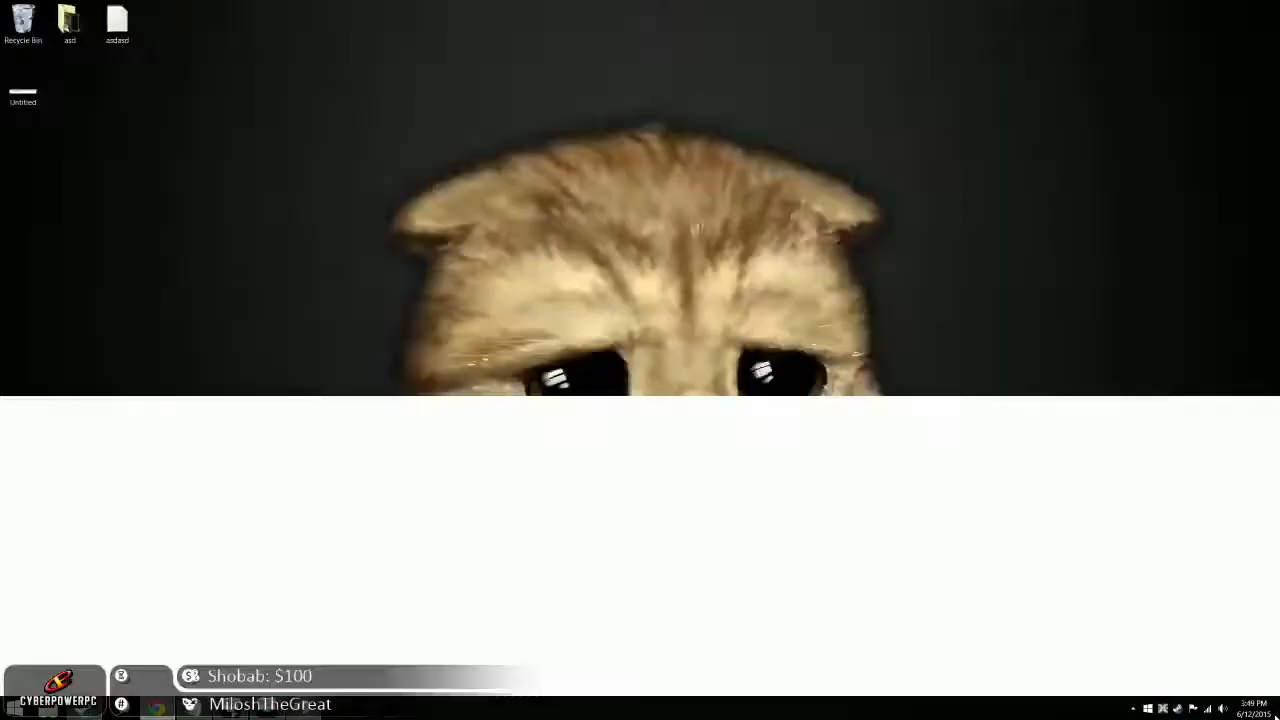 Recycle Bin
asd
asdasd
Untitled
Shobab: $100
CYBERPOWERPC
#
MiloshTheGreat
3:49 PM
6/12/2015